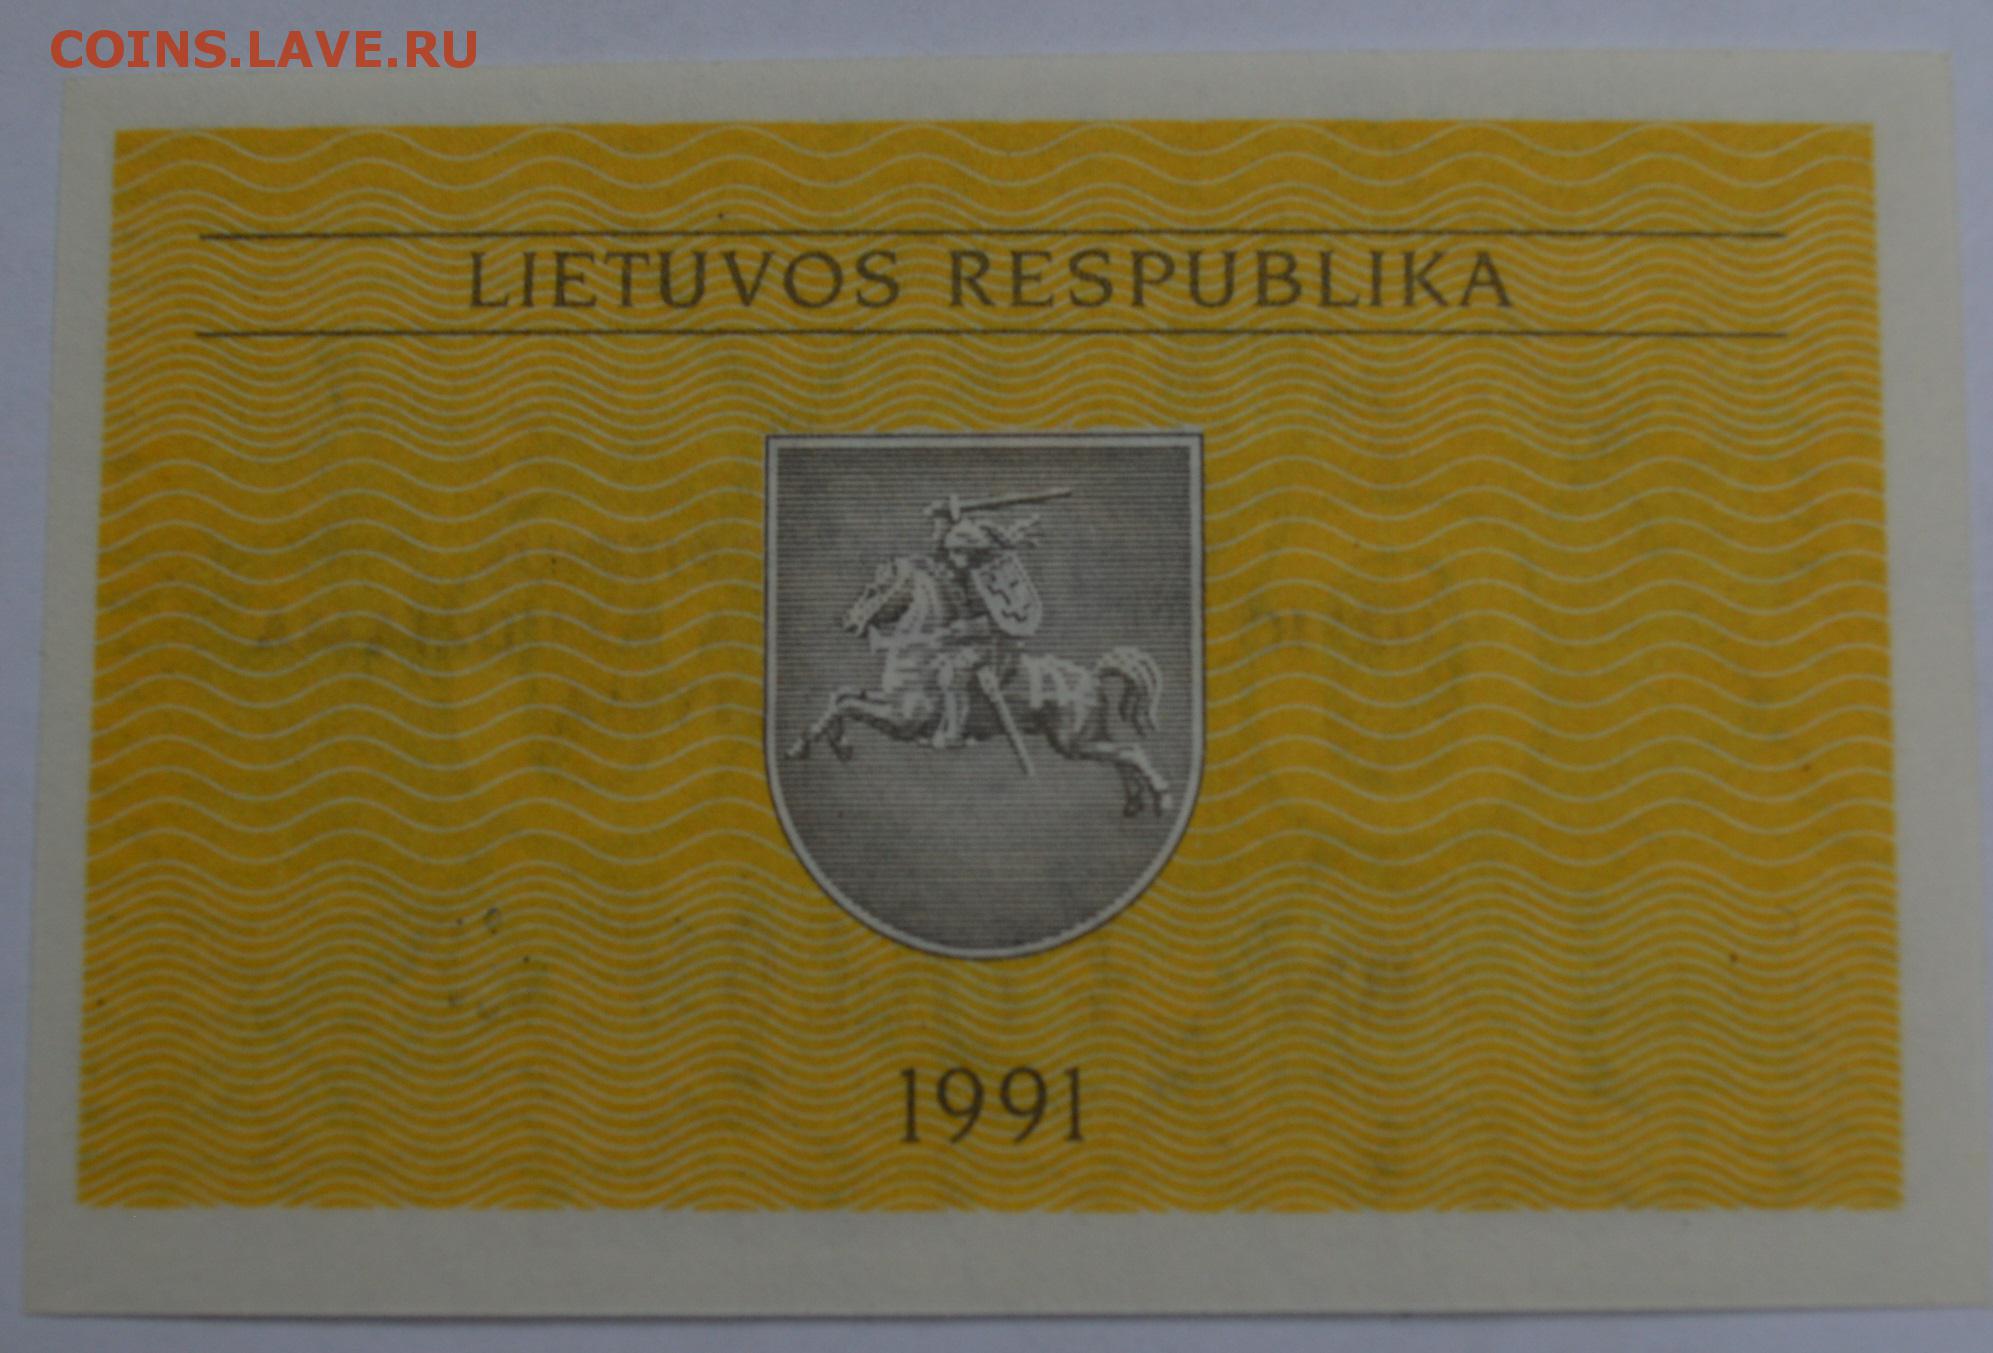 COINS.LAVE.RU
LIETUVOS RESPUBLIKA
1991